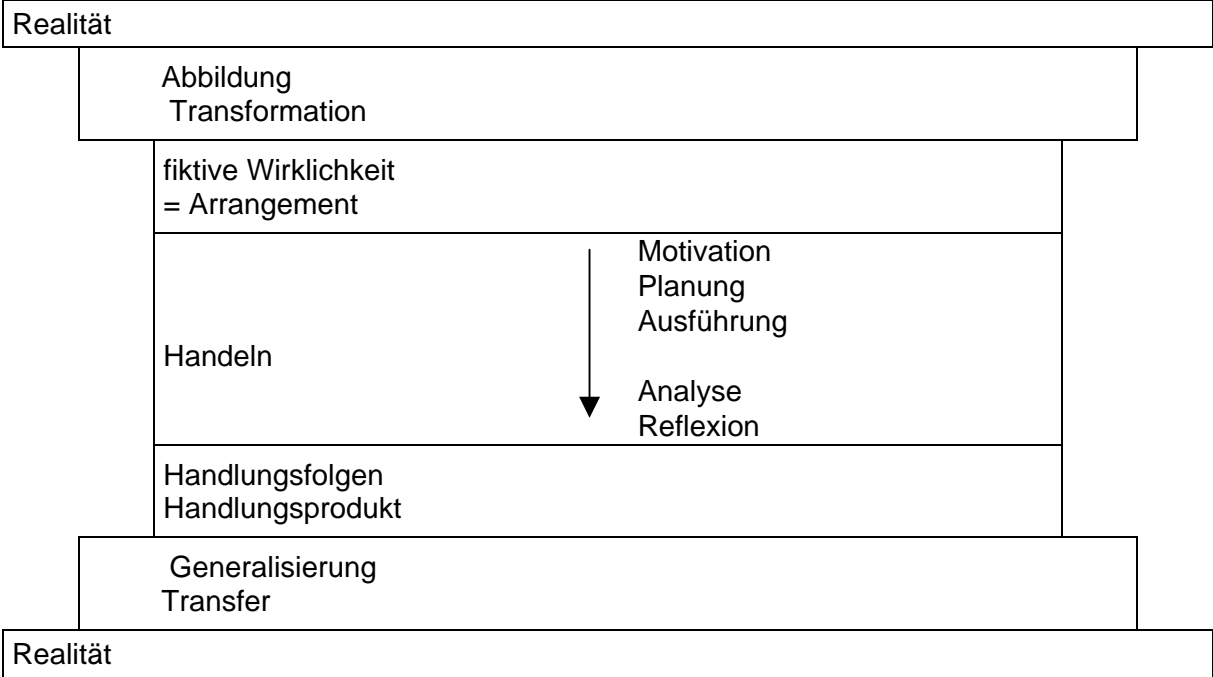 Realität
Abbildung
Transformation
fiktive Wirklichkeit
= Arrangement
Handeln
Motivation
Planung
Ausführung
Analyse
Reflexion
Handlungsfolgen
Handlungsprodukt
Generalisierung
Transfer
Realität